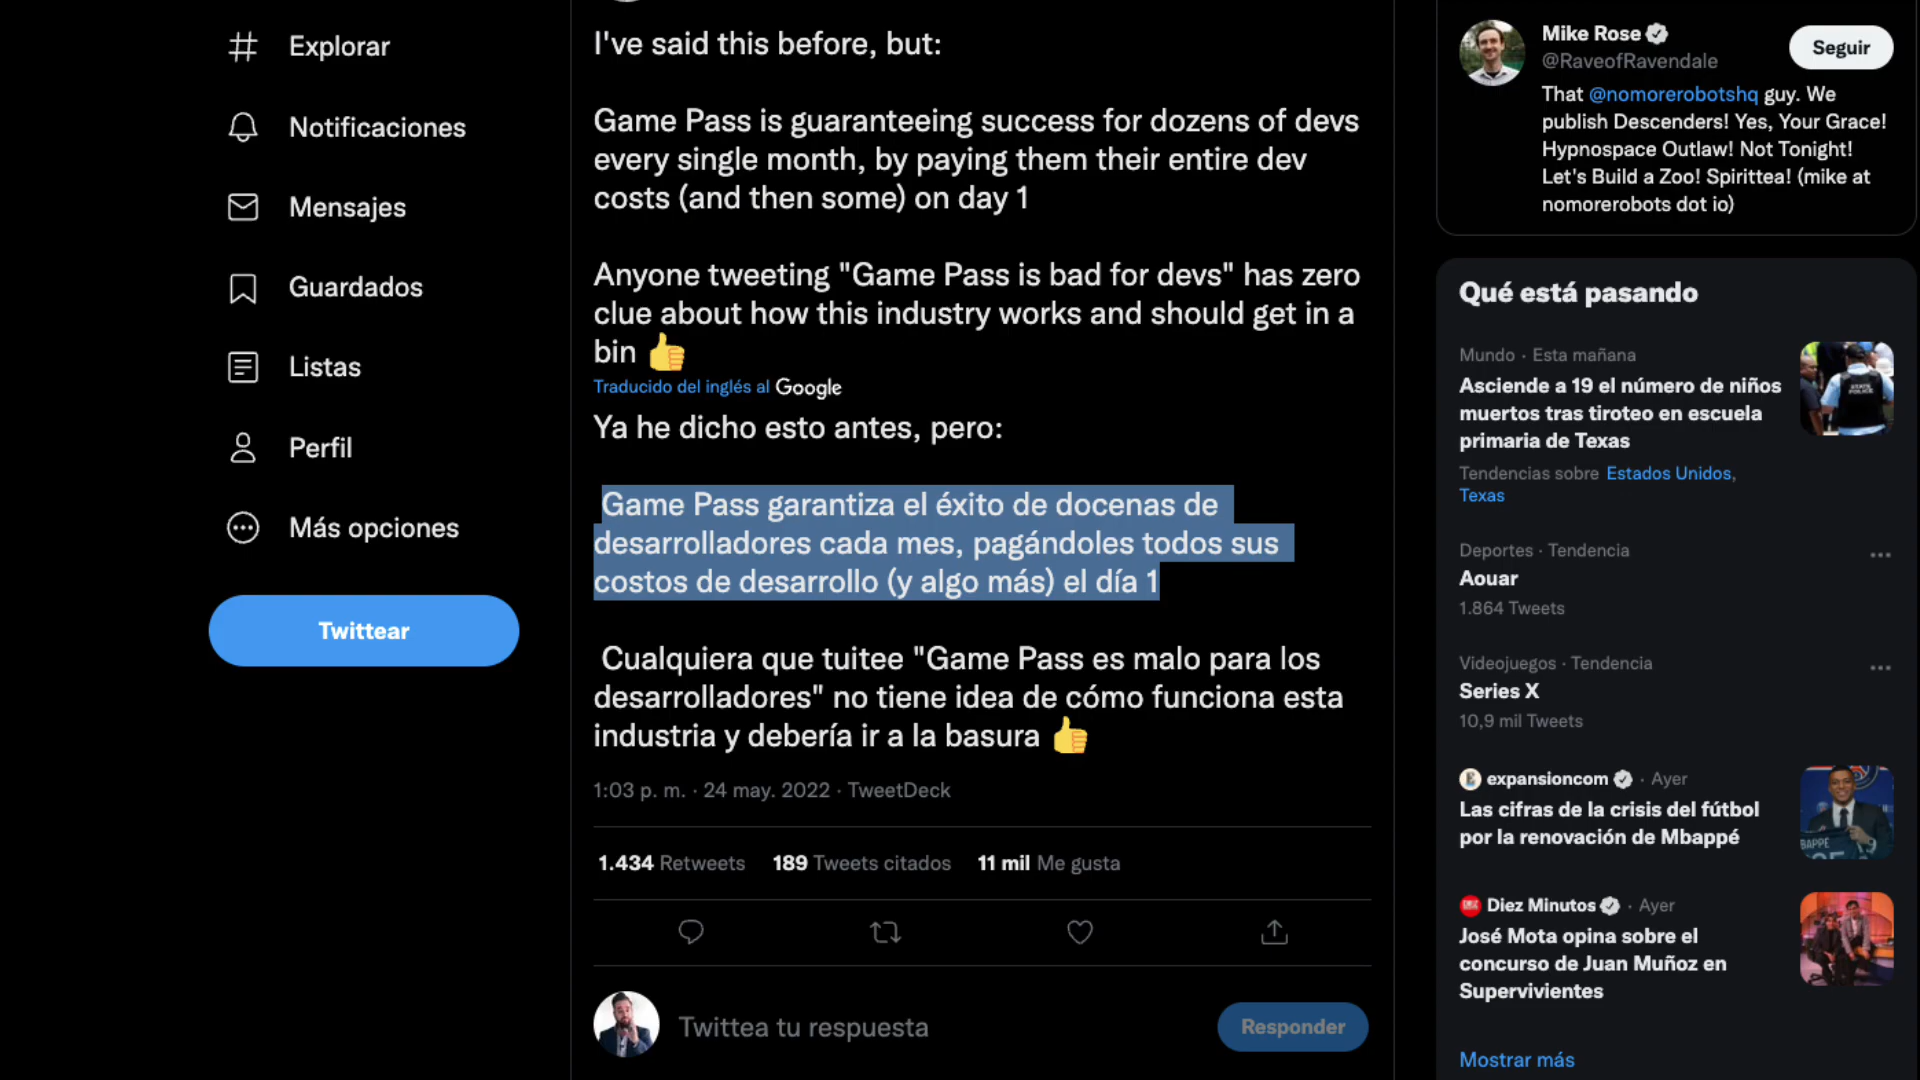 Explorar
Notificaciones
Mensajes
Guardados
Listas
Perfil
Más opciones
Twittear
I've said this before, but:
Game Pass is guaranteeing success for dozens of devs
every single month, by paying them their entire dev
costs (and then some) on day 1
Anyone tweeting "Game Pass is bad for devs" has zero
clue about how this industry works and should get in a
bin 👍
Traducido del inglés al Google
Ya he dicho esto antes, pero:
Game Pass garantiza el éxito de docenas de
desarrolladores cada mes, pagándoles todos sus
costos de desarrollo (y algo más) el día 1
Cualquiera que tuitee "Game Pass es malo para los
desarrolladores" no tiene idea de cómo funciona esta
industria y debería ir a la basura 👍
1:03 p. m. · 24 may. 2022 · TweetDeck
1.434 Retweets 189 Tweets citados 11 mil Me gusta
Twittea tu respuesta
Responder
Mike Rose
@RaveofRavendale
Seguir
That @nomorerobotshq guy. We
publish Descenders! Yes, Your Grace!
Hypnospace Outlaw! Not Tonight!
Let's Build a Zoo! Spirittea! (mike at
nomorerobots dot io)
Qué está pasando
Mundo · Esta mañana
Asciende a 19 el número de niños
muertos tras tiroteo en escuela
primaria de Texas
Tendencias sobre Estados Unidos,
Texas
Deportes · Tendencia
Aouar
1.864 Tweets
Videojuegos · Tendencia
Series X
10,9 mil Tweets
expansioncom · Ayer
Las cifras de la crisis del fútbol
por la renovación de Mbappé
Diez Minutos · Ayer
José Mota opina sobre el
concurso de Juan Muñoz en
Supervivientes
Mostrar más